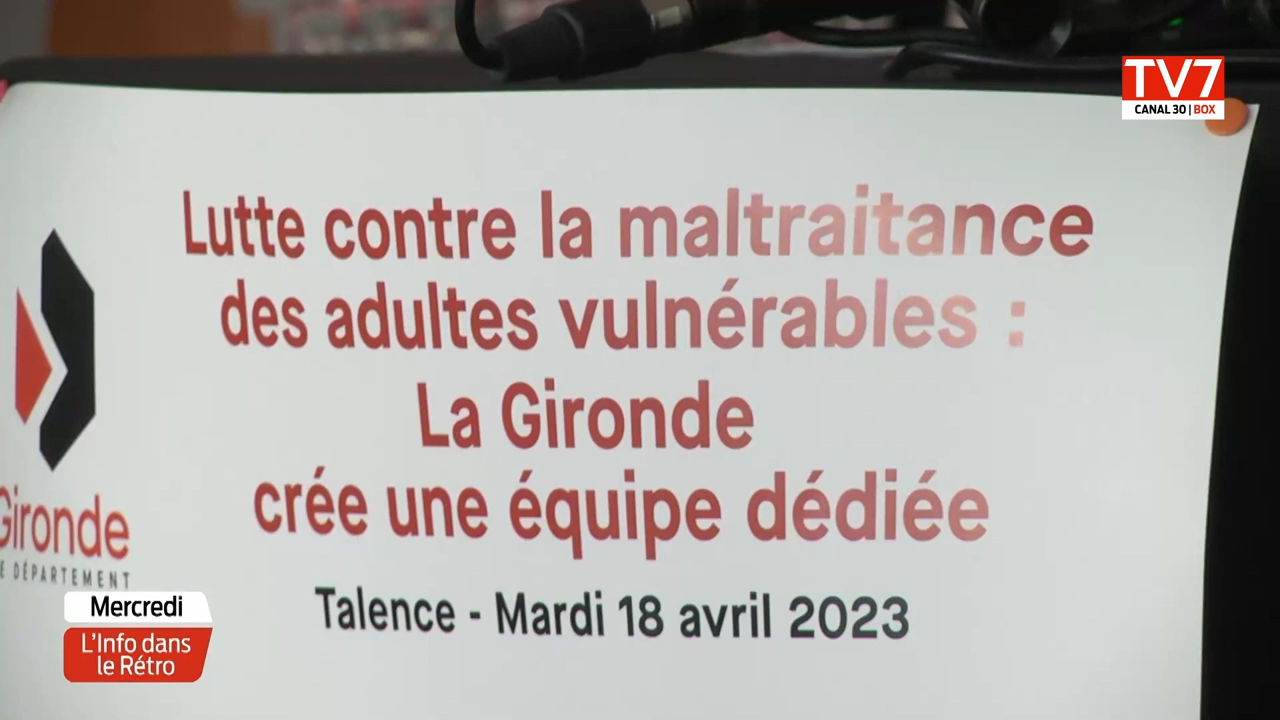 TV7
CANAL 30 | BOX
Lutte contre la maltraitance
des adultes vulnérables :
La Gironde
crée une équipe dédiée
Talence - Mardi 18 avril 2023
Gironde
E DÉPARTEMENT
Mercredi
L'Info dans
le Rétro